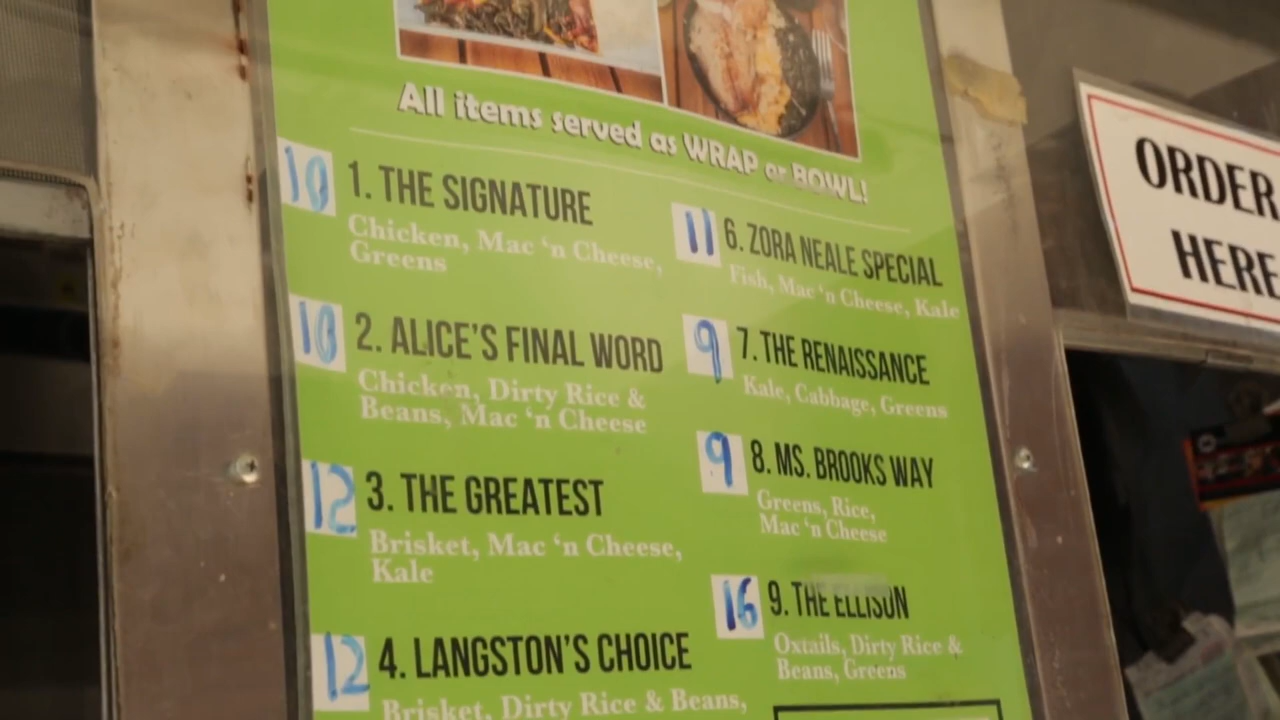 All items served as WRAP or BOWL!
10 1. THE SIGNATURE
Chicken, Mac 'n Cheese,
Greens
10 2. ALICE'S FINAL WORD
Chicken, Dirty Rice &
Beans, Mac 'n Cheese
12 3. THE GREATEST
Brisket, Mac 'n Cheese,
Kale
12 4. LANGSTON'S CHOICE
Brisket, Dirty Rice & Beans,
11 6. ZORA NEALE SPECIAL
Fish, Mac 'n Cheese, Kale
9 7. THE RENAISSANCE
Kale, Cabbage, Greens
9 8. MS. BROOKS WAY
Greens, Rice,
Mac 'n Cheese
16 9. THE ELLISON
Oxtails, Dirty Rice &
Beans, Greens
ORDER
HERE